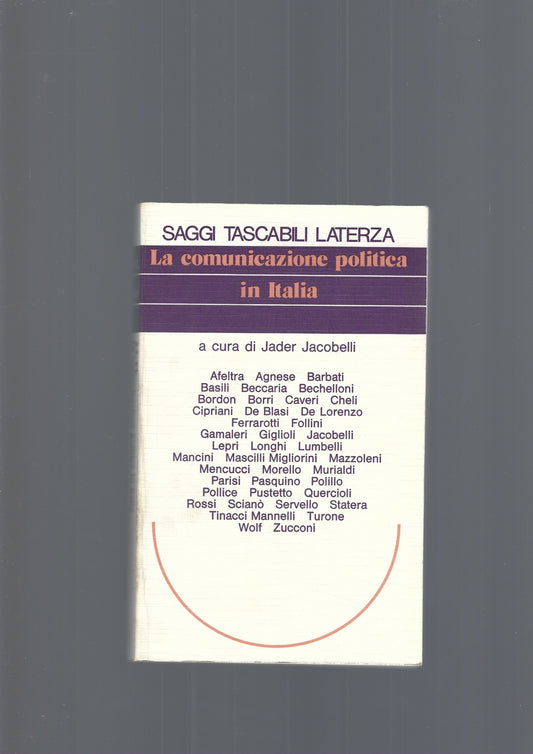 SAGGI TASCABILI LATERZA
La comunicazione politica
in Italia
a cura di Jader Jacobelli
Afeltra Agnese Barbati
Basili Beccaria Bechelloni
Bordon Borri Caveri Cheli
Cipriani De Blasi De Lorenzo
Ferrarotti Follini
Gamaleri Giglioli Jacobelli
Lepri Longhi Lumbelli
Mancini Mascilli Migliorini Mazzoleni
Mencucci Morello Murialdi
Parisi Pasquino Polillo
Pollice Pustetto Quercioli
Rossi Scianò Servello Statera
Tinacci Mannelli Turone
Wolf Zucconi